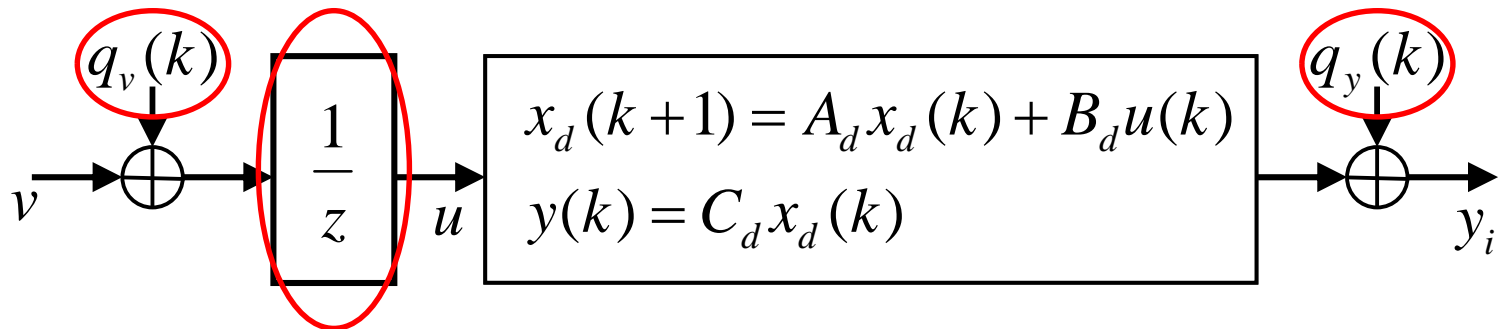 q_v(k)
q_y(k)
x_d(k+1) = A_d x_d(k) + B_d u(k)
1
z
v
u
y(k) = C_d x_d(k)
y_i